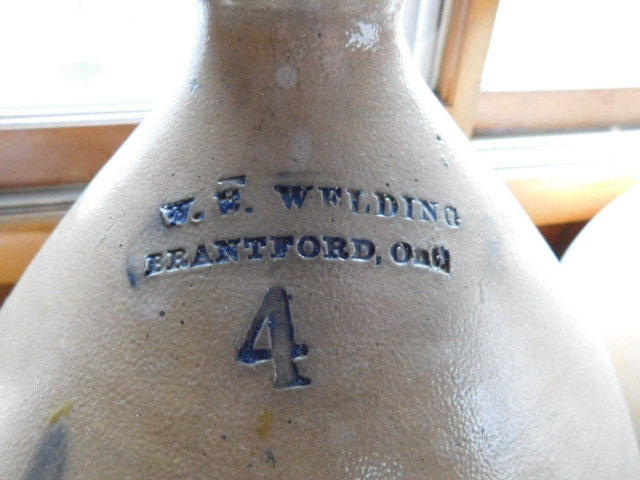 W. E. WELDING
BRANTFORD, Ont
4